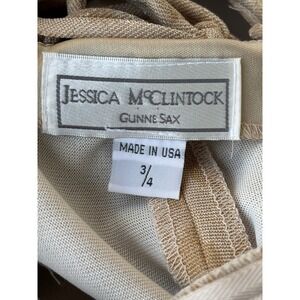 JESSICA McCLINTOCK
GUNNE SAX
MADE IN USA
3/4